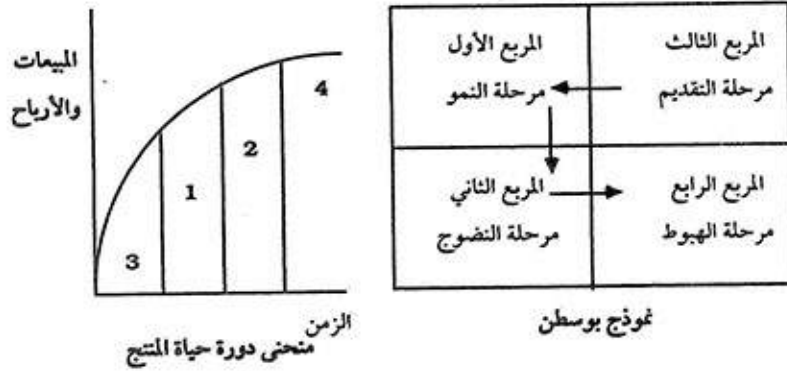 المربع الثالث
مرحلة التقديم
المربع الأول
مرحلة النمو
المربع الرابع
مرحلة الهبوط
المربع الثاني
مرحلة النضوج
نموذج بوسطن
المبيعات
والأرباح
3
1
2
4
الزمن
منحنى دورة حياة المنتج